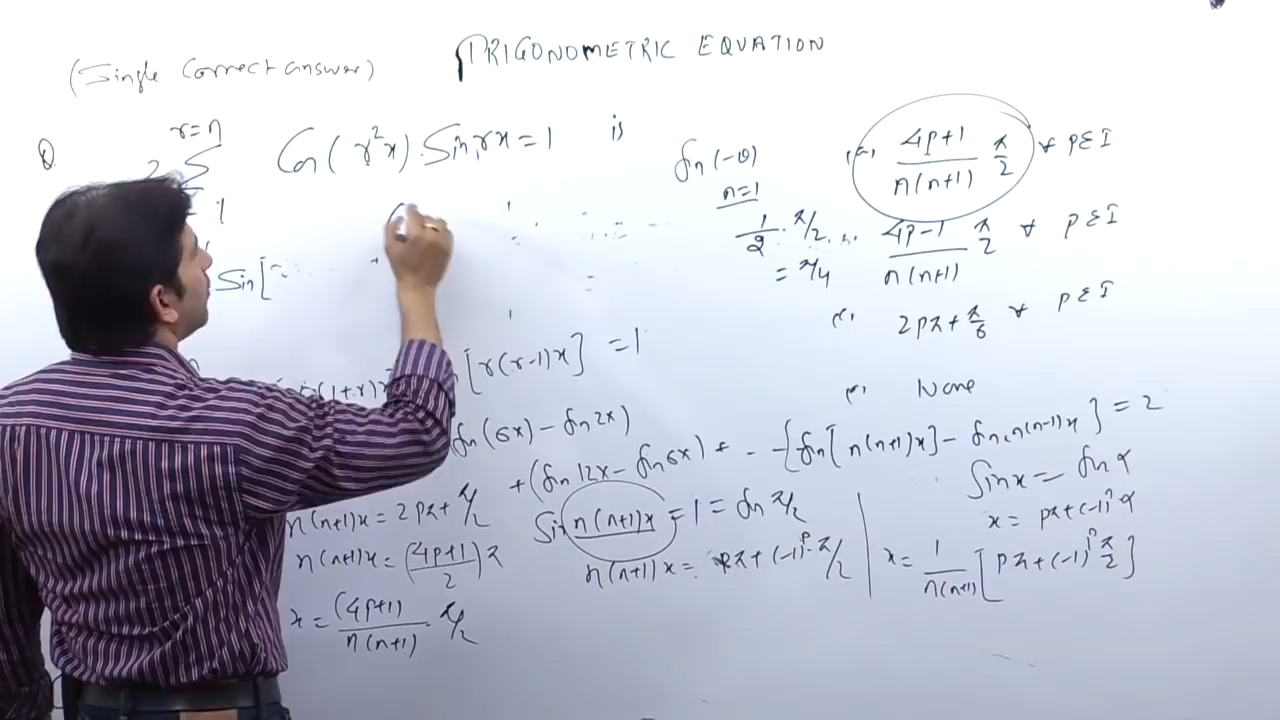 TRIGONOMETRIC EQUATION
(Single Correct answer)
Q r=n
2 Σ Cos(r²x).Sin rx=1 is
1
Sin[
[r(r-1)x] =1
sin(6x) - sin2x)
+(sin12x - sin6x) + - -{sin[n(n+1)x] - sin n(n-1)x} = 2
n(n+1)x = 2pπ + π/2
n(n+1)x = (4p+1)/2 π
x = (4p+1)/n(n+1) . π/2
Sin n(n+1)x = 1 = sin π/2
n(n+1)x = pπ + (-1)^p . π/2
Sinx = sin α
x = pπ + (-1)^p α
x = 1/n(n+1) [pπ + (-1)^p π/2]
sin(-θ)
n=1
1/2 . π/2
= π/4
4p+1/n(n+1) π/2 ∀ p∈I
4p-1/n(n+1) π/2 ∀ p∈I
2pπ + π/6 ∀ p∈I
None